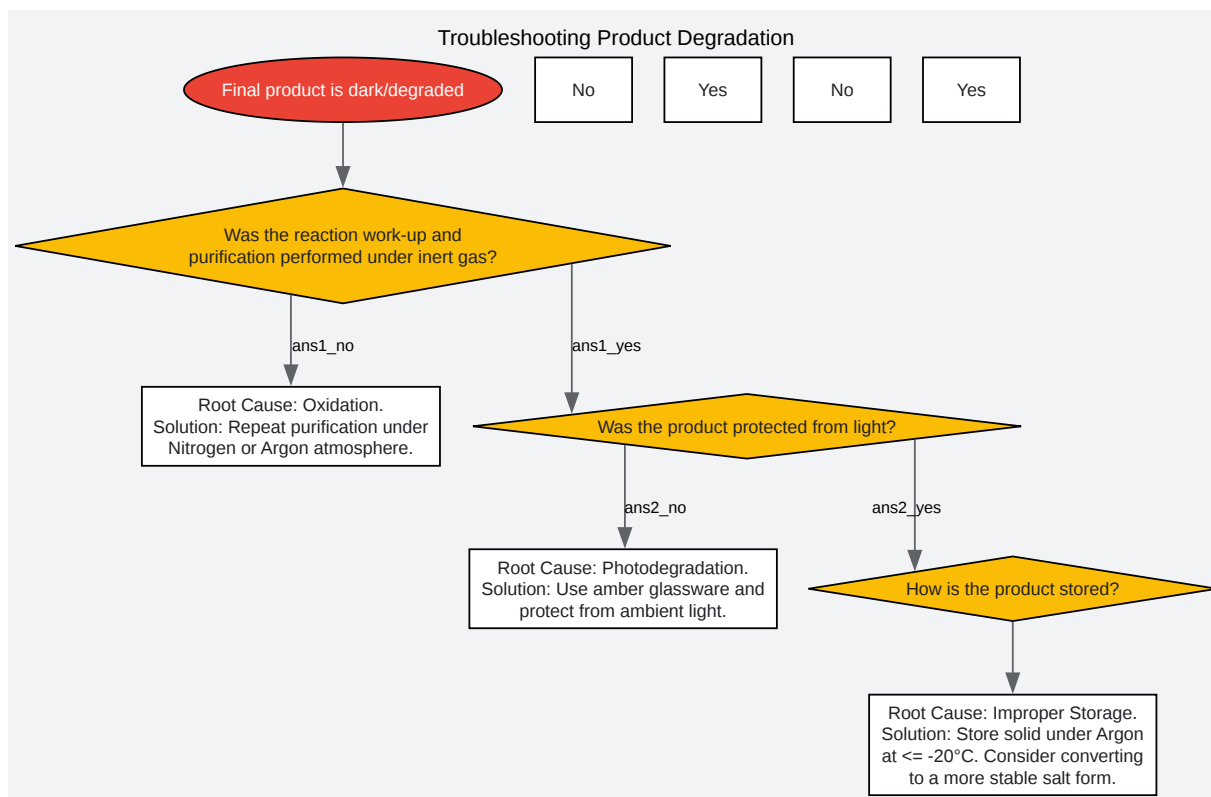 Troubleshooting Product Degradation
Final product is dark/degraded
No
Yes
No
Yes
Was the reaction work-up and
purification performed under inert gas?
ans1_no
ans1_yes
Root Cause: Oxidation.
Solution: Repeat purification under
Nitrogen or Argon atmosphere.
Was the product protected from light?
ans2_no
ans2_yes
Root Cause: Photodegradation.
Solution: Use amber glassware and
protect from ambient light.
How is the product stored?
Root Cause: Improper Storage.
Solution: Store solid under Argon
at <= -20°C. Consider converting
to a more stable salt form.